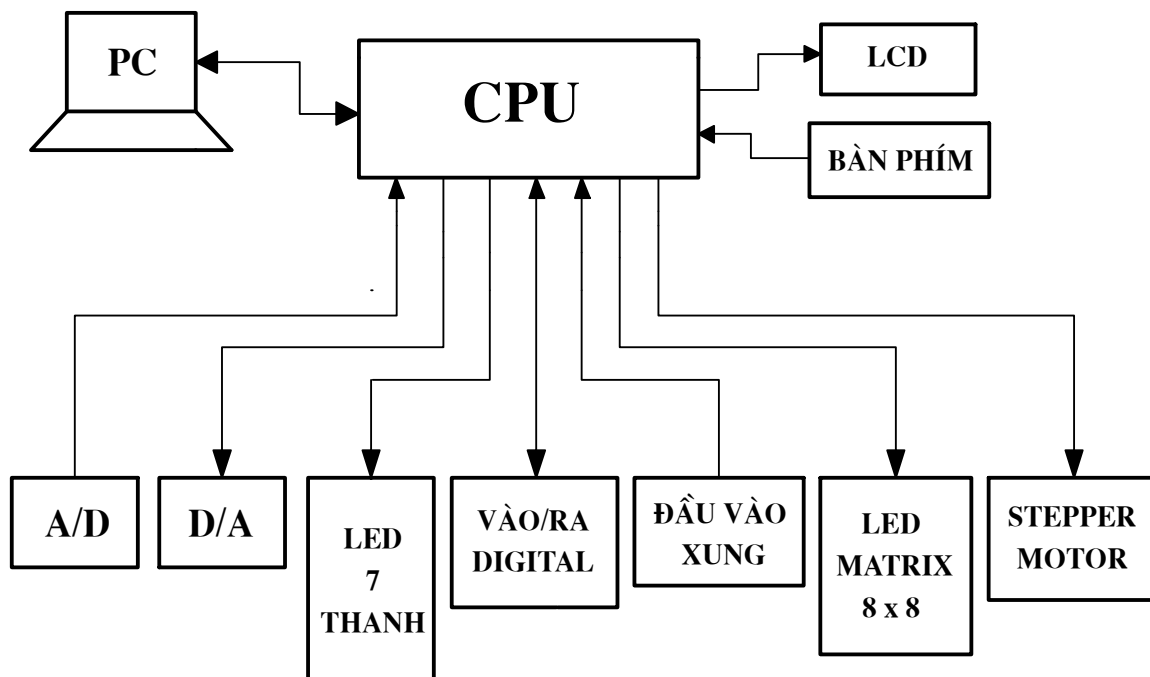 PC
CPU
LCD
BÀN PHÍM
A/D
D/A
LED
7
THANH
VÀO/RA
DIGITAL
ĐẦU VÀO
XUNG
LED
MATRIX
8 x 8
STEPPER
MOTOR